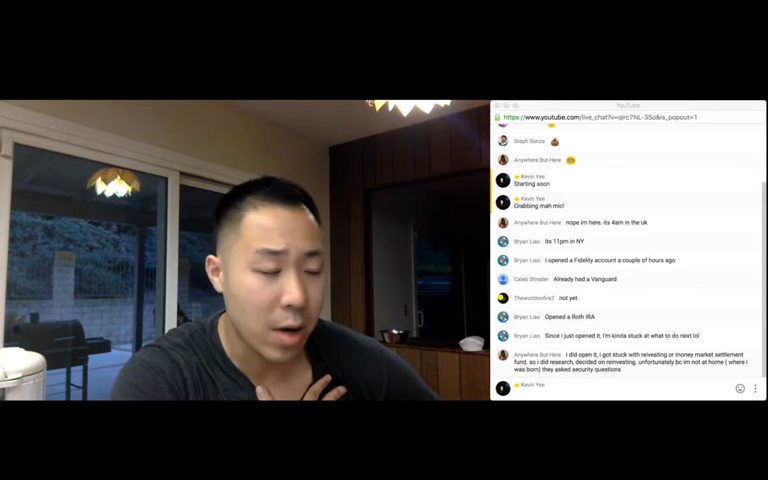 YouTube
https://www.youtube.com/live_chat?v=qirc7NL-3So&is_popout=1
Steph Sunza
Anywhere But Here
Kevin Yee
Starting soon
Kevin Yee
Grabbing mah mic!
Anywhere But Here nope im here. its 4am in the uk
Bryan Liao Its 11pm in NY
Bryan Liao I opened a Fidelity account a couple of hours ago
Caleb Shrader Already had a Vanguard
Theworldonfire2 not yet
Bryan Liao Opened a Roth IRA
Bryan Liao Since i just opened it, I'm kinda stuck at what to do next lol
Anywhere But Here i did open it, i got stuck with reivesting or money market settlement
fund. so i did research, decided on reinvesting. unfortunately bc im not at home ( where i
was born) they asked security questions
Kevin Yee